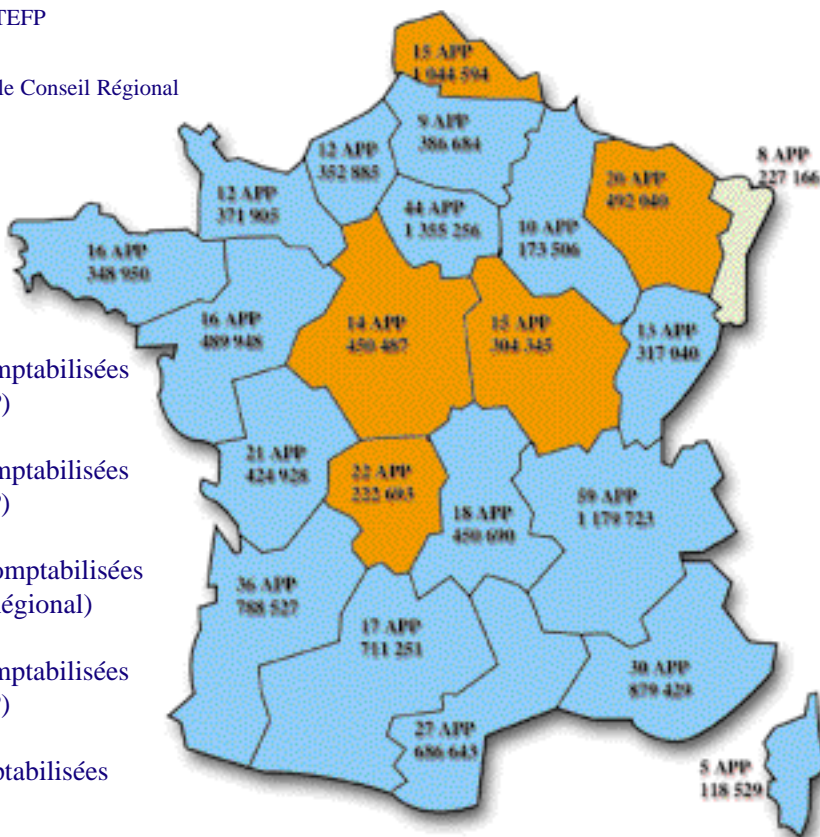 TEFP
le Conseil Régional
15 APP
1 044 594
9 APP
386 684
12 APP
352 885
12 APP
371 905
44 APP
1 355 256
10 APP
173 506
20 APP
492 040
8 APP
227 166
16 APP
348 950
16 APP
489 948
14 APP
450 487
15 APP
304 345
13 APP
317 040
mptabilisées
)
21 APP
424 928
22 APP
222 693
18 APP
450 690
59 APP
1 179 723
mptabilisées
)
omptabilisées
égional)
36 APP
788 527
17 APP
711 251
30 APP
879 429
mptabilisées
)
27 APP
686 643
ptabilisées
5 APP
118 529